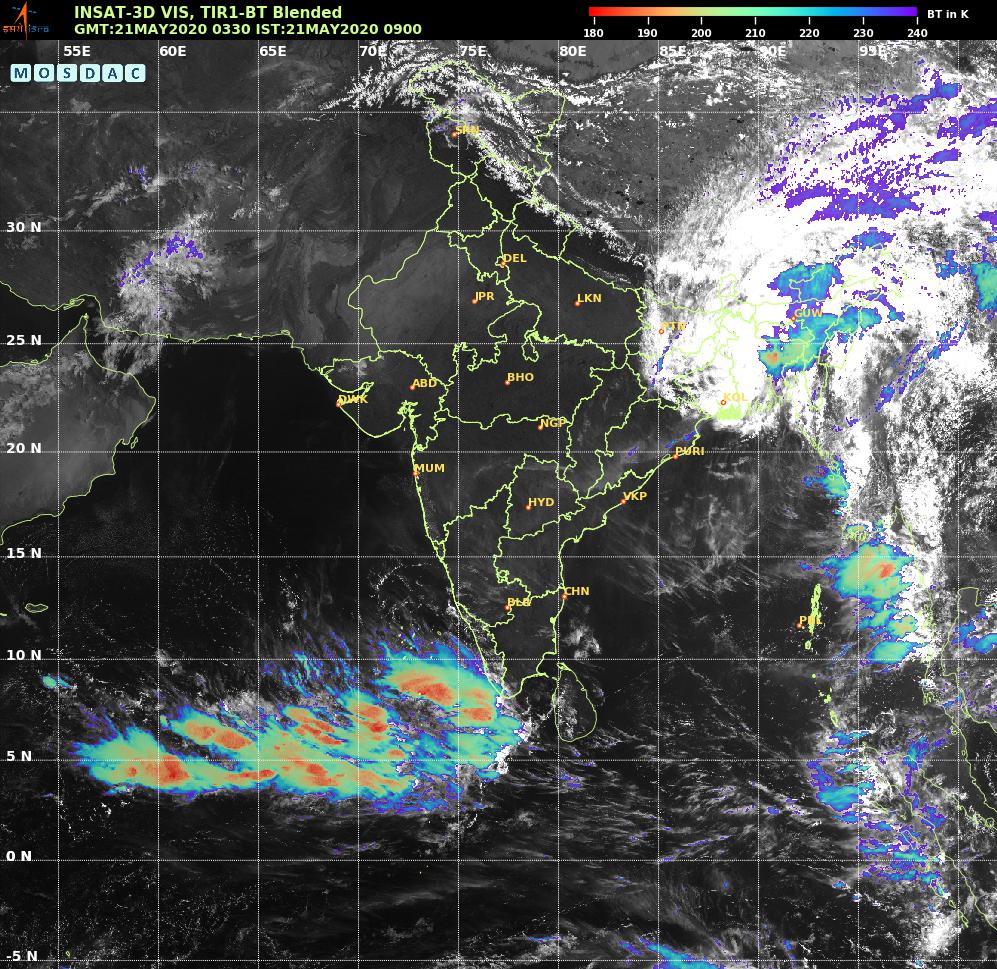 INSAT-3D VIS, TIR1-BT Blended
GMT:21MAY2020 0330 IST:21MAY2020 0900
180 190 200 210 220 230 240
BT in K
55E 60E 65E 70E 75E 80E 85E 90E 95E
MOSDAC
SRN
30 N
DEL
JPR
LKN
GUW
PTN
25 N
BHO
ABD
DWK
KOL
NGP
20 N
PURI
MUM
VKP
HYD
15 N
BLR
CHN
PBL
10 N
5 N
0 N
-5 N